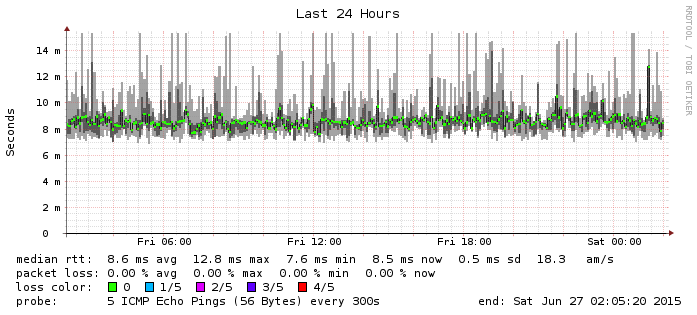 Last 24 Hours
RRDTOOL / TOBI OETIKER
Seconds
14 m
12 m
10 m
8 m
6 m
4 m
2 m
0
Fri 06:00 Fri 12:00 Fri 18:00 Sat 00:00
median rtt: 8.6 ms avg 12.8 ms max 7.6 ms min 8.5 ms now 0.5 ms sd 18.3 am/s
packet loss: 0.00 % avg 0.00 % max 0.00 % min 0.00 % now
loss color: 0 1/5 2/5 3/5 4/5
probe: 5 ICMP Echo Pings (56 Bytes) every 300s end: Sat Jun 27 02:05:20 2015